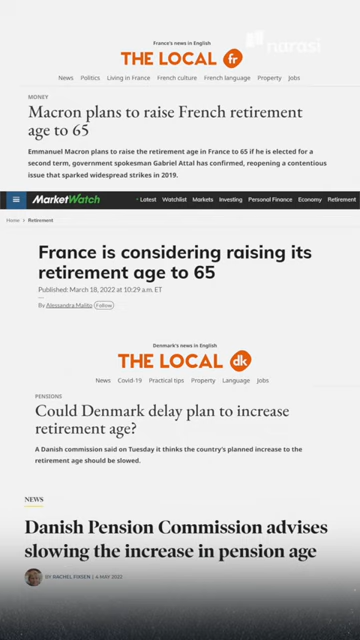 narasi
France's news in English
THE LOCAL fr
News Politics Living in France French culture French language Property Jobs
MONEY
Macron plans to raise French retirement
age to 65
Emmanuel Macron plans to raise the retirement age in France to 65 if he is elected for a
second term, government spokesman Gabriel Attal has confirmed, reopening a contentious
issue that sparked widespread strikes in 2019.
MarketWatch
Latest Watchlist Markets Investing Personal Finance Economy Retirement
Home > Retirement
France is considering raising its
retirement age to 65
Published: March 18, 2022 at 10:29 a.m. ET
By Alessandra Malito Follow
Denmark's news in English
THE LOCAL dk
News Covid-19 Practical tips Property Language Jobs
PENSIONS
Could Denmark delay plan to increase
retirement age?
A Danish commission said on Tuesday it thinks the country's planned increase to the
retirement age should be slowed.
NEWS
Danish Pension Commission advises
slowing the increase in pension age
BY RACHEL FIXSEN | 4 MAY 2022